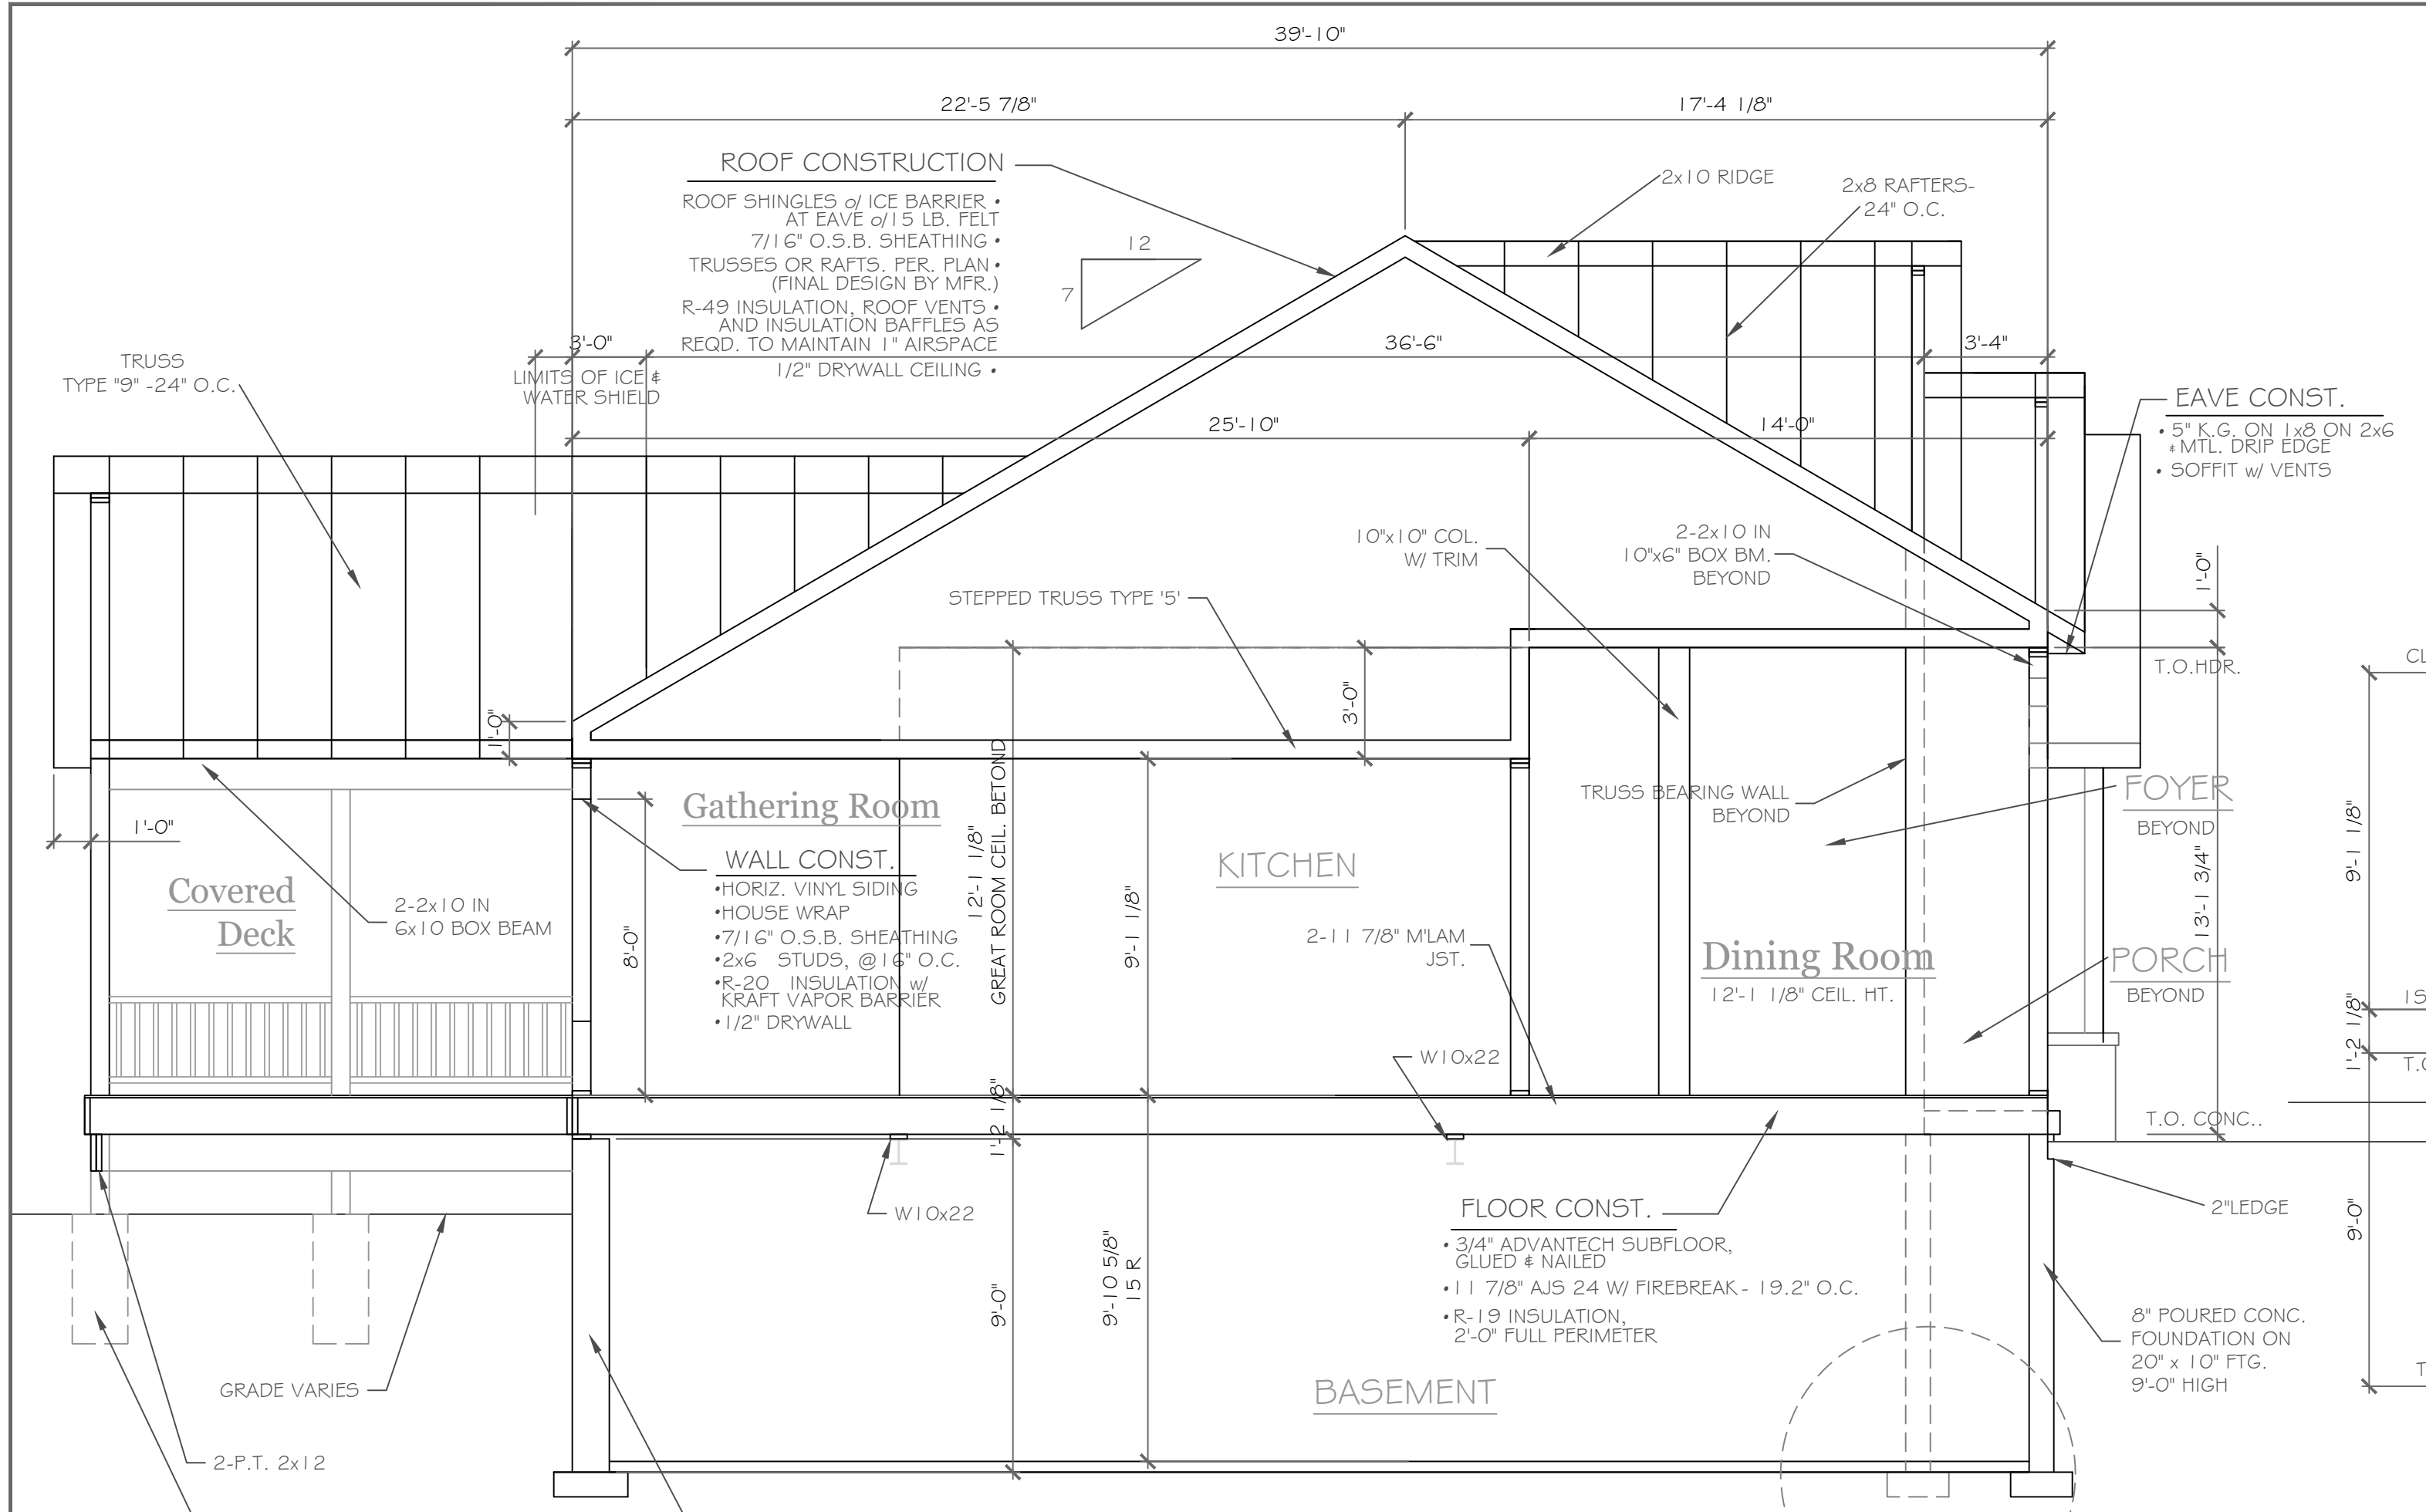 39'-10"
22'-5 7/8"
17'-4 1/8"
ROOF CONSTRUCTION
ROOF SHINGLES o/ ICE BARRIER •
AT EAVE o/15 LB. FELT
7/16" O.S.B. SHEATHING •
TRUSSES OR RAFTS. PER. PLAN •
(FINAL DESIGN BY MFR.)
R-49 INSULATION, ROOF VENTS •
AND INSULATION BAFFLES AS
REQD. TO MAINTAIN 1" AIRSPACE
1/2" DRYWALL CEILING •
12
7
2x10 RIDGE
2x8 RAFTERS-
24" O.C.
3'-0"
36'-6"
3'-4"
LIMITS OF ICE &
WATER SHIELD
TRUSS
TYPE "9" -24" O.C.
25'-10"
14'-0"
EAVE CONST.
• 5" K.G. ON 1x8 ON 2x6
& MTL. DRIP EDGE
• SOFFIT w/ VENTS
10"x10" COL.
W/ TRIM
2-2x10 IN
10"x6" BOX BM.
BEYOND
STEPPED TRUSS TYPE '5'
1'-0"
T.O.HDR.
CL
3'-0"
1'-0"
1'-0"
Gathering Room
12'-1 1/8"
GREAT ROOM CEIL. BETOND
TRUSS BEARING WALL
BEYOND
FOYER
BEYOND
WALL CONST.
•HORIZ. VINYL SIDING
•HOUSE WRAP
•7/16" O.S.B. SHEATHING
•2x6 STUDS, @16" O.C.
•R-20 INSULATION w/
KRAFT VAPOR BARRIER
•1/2" DRYWALL
8'-0"
KITCHEN
9'-1 1/8"
Covered
Deck
2-2x10 IN
6x10 BOX BEAM
2-11 7/8" M'LAM
JST.
Dining Room
12'-1 1/8" CEIL. HT.
13'-1 3/4"
9'-1 1/8"
PORCH
BEYOND
1S
1'-2 1/8"
W10x22
1'-2 1/8"
T.O. CONC..
W10x22
FLOOR CONST.
• 3/4" ADVANTECH SUBFLOOR,
GLUED & NAILED
•11 7/8" AJS 24 W/ FIREBREAK - 19.2" O.C.
•R-19 INSULATION,
2'-0" FULL PERIMETER
2"LEDGE
9'-0"
9'-10 5/8"
15 R
9'-0"
8" POURED CONC.
FOUNDATION ON
20" x 10" FTG.
9'-0" HIGH
GRADE VARIES
BASEMENT
2-P.T. 2x12